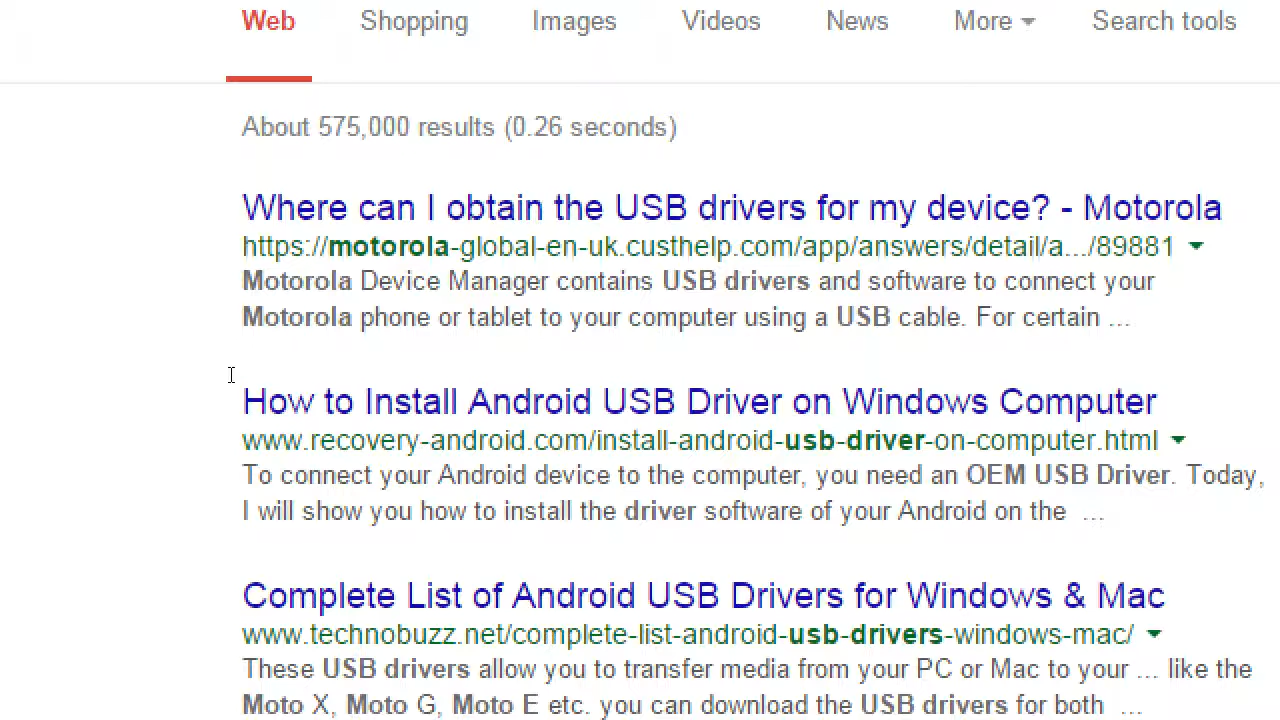 Web Shopping Images Videos News More Search tools
About 575,000 results (0.26 seconds)
Where can I obtain the USB drivers for my device? - Motorola
https://motorola-global-en-uk.custhelp.com/app/answers/detail/a.../89881
Motorola Device Manager contains USB drivers and software to connect your
Motorola phone or tablet to your computer using a USB cable. For certain ...
How to Install Android USB Driver on Windows Computer
www.recovery-android.com/install-android-usb-driver-on-computer.html
To connect your Android device to the computer, you need an OEM USB Driver. Today,
I will show you how to install the driver software of your Android on the ...
Complete List of Android USB Drivers for Windows & Mac
www.technobuzz.net/complete-list-android-usb-drivers-windows-mac/
These USB drivers allow you to transfer media from your PC or Mac to your ... like the
Moto X, Moto G, Moto E etc. you can download the USB drivers for both ...